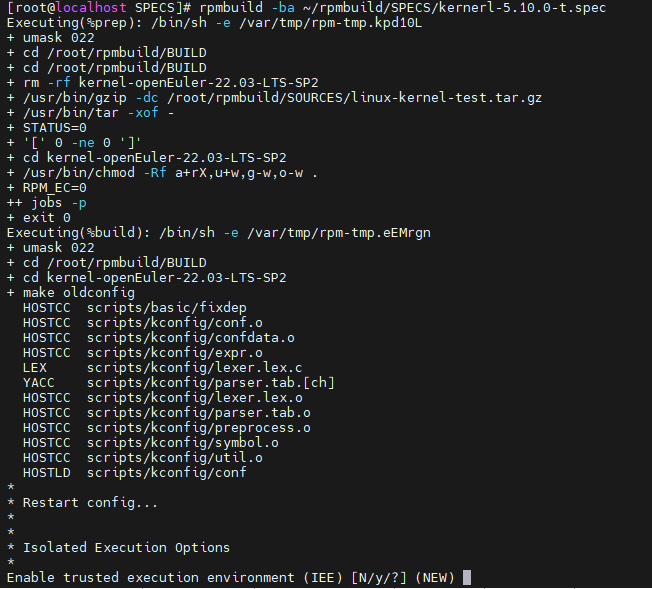 [root@localhost SPECS]# rpmbuild -ba ~/rpmbuild/SPECS/kernerl-5.10.0-t.spec
Executing(%prep): /bin/sh -e /var/tmp/rpm-tmp.kpd10L
+ umask 022
+ cd /root/rpmbuild/BUILD
+ cd /root/rpmbuild/BUILD
+ rm -rf kernel-openEuler-22.03-LTS-SP2
+ /usr/bin/gzip -dc /root/rpmbuild/SOURCES/linux-kernel-test.tar.gz
+ /usr/bin/tar -xof -
+ STATUS=0
+ '[' 0 -ne 0 ']'
+ cd kernel-openEuler-22.03-LTS-SP2
+ /usr/bin/chmod -Rf a+rX,u+w,g-w,o-w .
+ RPM_EC=0
++ jobs -p
+ exit 0
Executing(%build): /bin/sh -e /var/tmp/rpm-tmp.eEMrgn
+ umask 022
+ cd /root/rpmbuild/BUILD
+ cd kernel-openEuler-22.03-LTS-SP2
+ make oldconfig
  HOSTCC  scripts/basic/fixdep
  HOSTCC  scripts/kconfig/conf.o
  HOSTCC  scripts/kconfig/confdata.o
  HOSTCC  scripts/kconfig/expr.o
  LEX     scripts/kconfig/lexer.lex.c
  YACC    scripts/kconfig/parser.tab.[ch]
  HOSTCC  scripts/kconfig/lexer.lex.o
  HOSTCC  scripts/kconfig/parser.tab.o
  HOSTCC  scripts/kconfig/preprocess.o
  HOSTCC  scripts/kconfig/symbol.o
  HOSTCC  scripts/kconfig/util.o
  HOSTLD  scripts/kconfig/conf
*
* Restart config...
*
*
* Isolated Execution Options
*
Enable trusted execution environment (IEE) [N/y/?] (NEW)